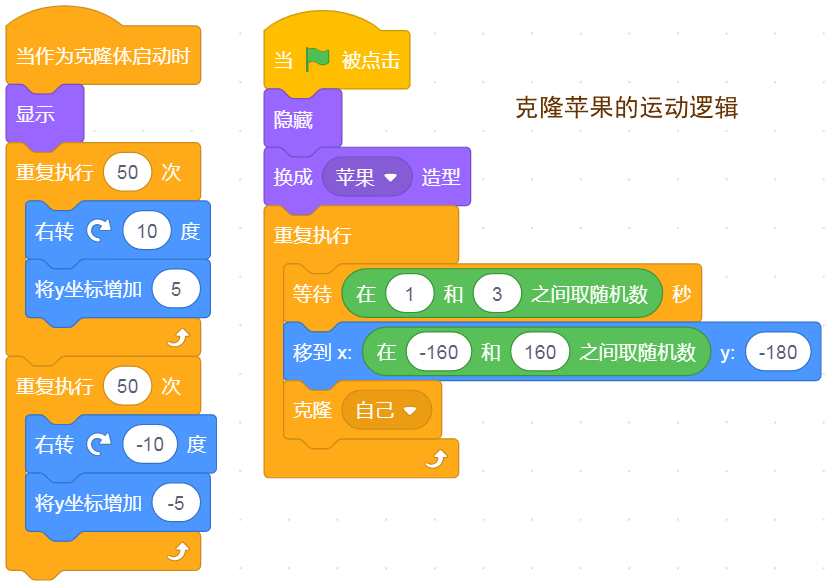 当作为克隆体启动时
显示
重复执行 50 次
右转 10 度
将y坐标增加 5
重复执行 50 次
右转 -10 度
将y坐标增加 -5
当 被点击
隐藏
换成 苹果 造型
重复执行
等待 在 1 和 3 之间取随机数 秒
移到 x: 在 -160 和 160 之间取随机数 y: -180
克隆 自己
克隆苹果的运动逻辑